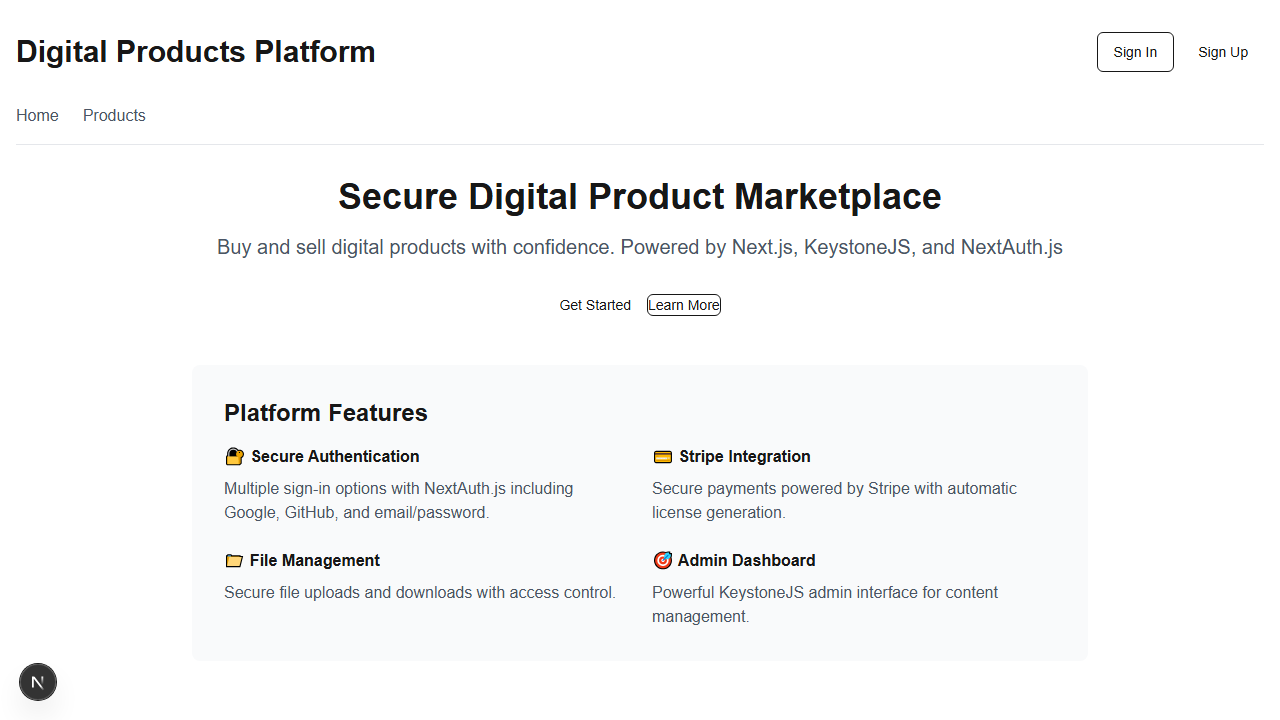 Digital Products Platform
Sign In
Sign Up
Home
Products
Secure Digital Product Marketplace
Buy and sell digital products with confidence. Powered by Next.js, KeystoneJS, and NextAuth.js
Get Started
Learn More
Platform Features
🔐 Secure Authentication
Multiple sign-in options with NextAuth.js including
Google, GitHub, and email/password.
💳 Stripe Integration
Secure payments powered by Stripe with automatic
license generation.
📁 File Management
Secure file uploads and downloads with access control.
🎯 Admin Dashboard
Powerful KeystoneJS admin interface for content
management.
N